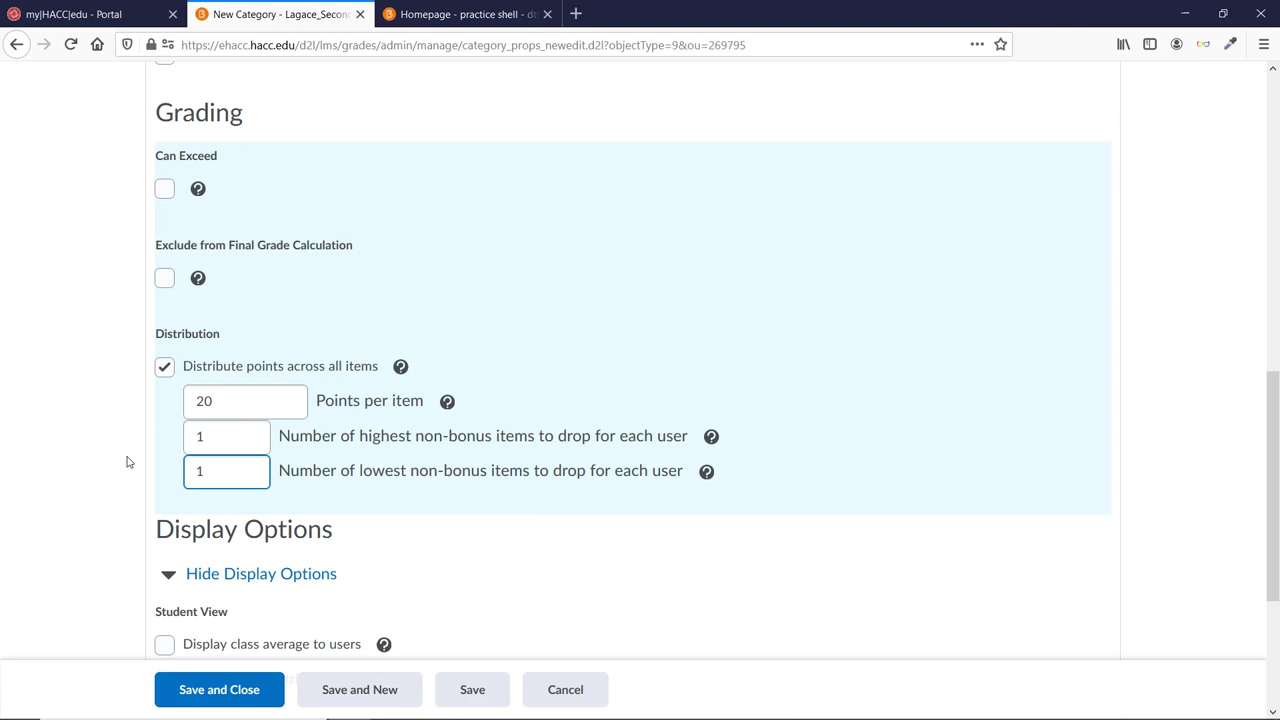 myHACC|edu - Portal
New Category - Lagace_Secon
Homepage - practice shell - dt
https://ehacc.hacc.edu/d2l/lms/grades/admin/manage/category_props_newedit.d2l?objectType=9&ou=269795
Grading
Can Exceed
Exclude from Final Grade Calculation
Distribution
Distribute points across all items
20 Points per item
1 Number of highest non-bonus items to drop for each user
1 Number of lowest non-bonus items to drop for each user
Display Options
Hide Display Options
Student View
Display class average to users
Save and Close Save and New Save Cancel